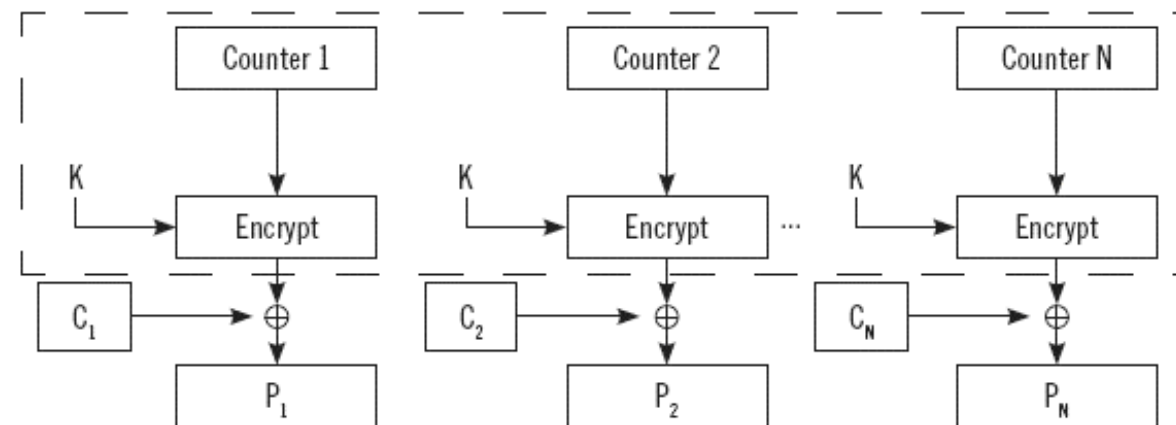 Counter 1 Counter 2 Counter N
K K K
Encrypt Encrypt ... Encrypt
C1 C2 CN
P1 P2 PN